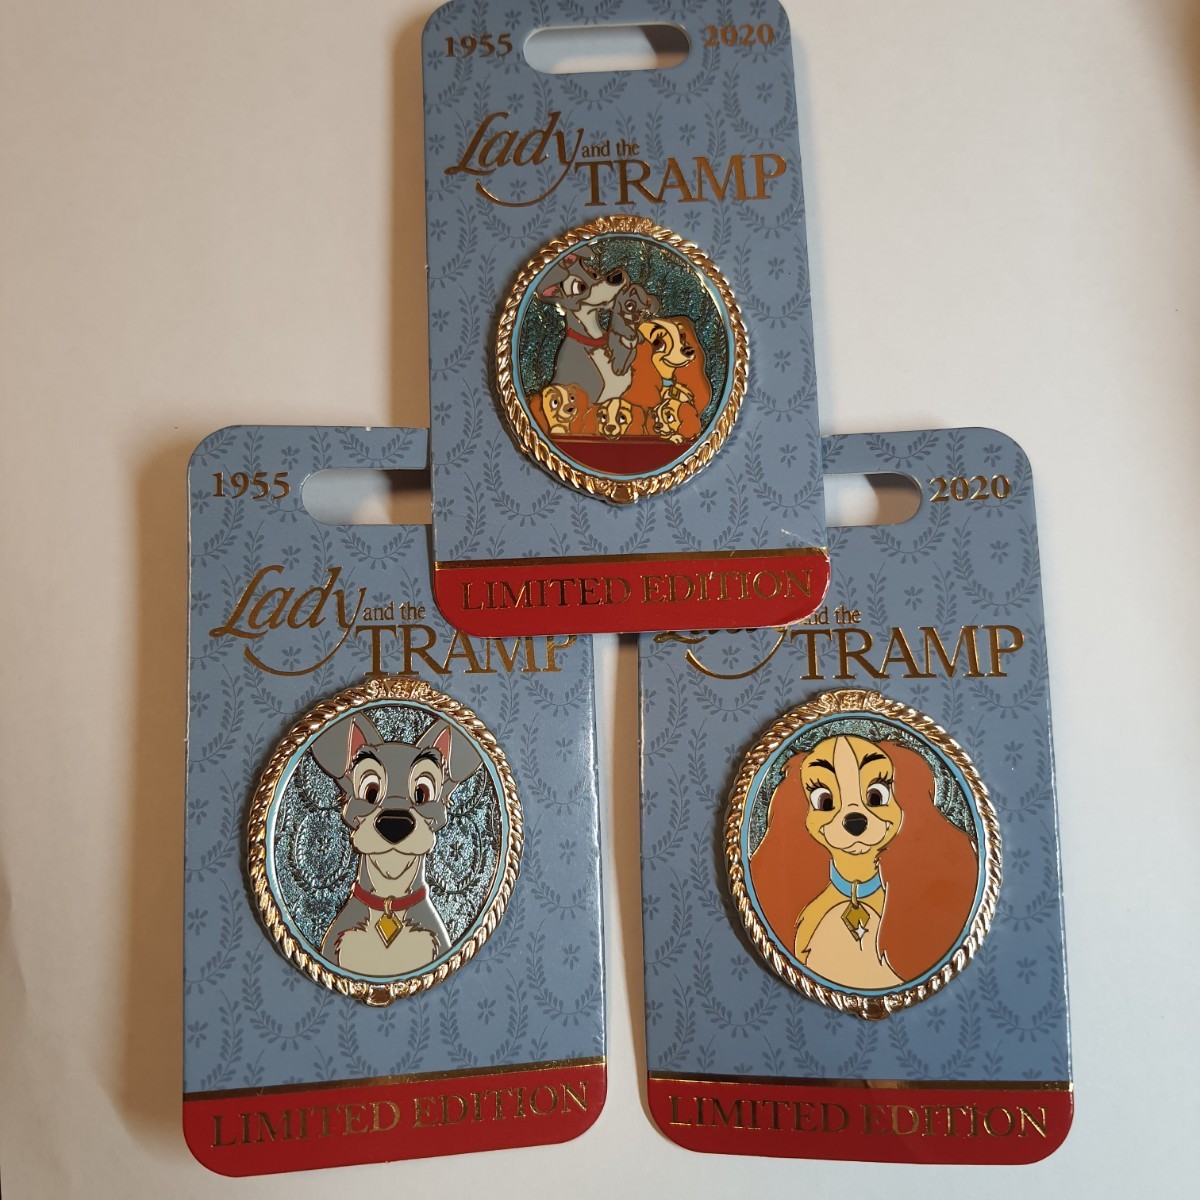 1955 2020
Lady and the
TRAMP
LIMITED EDITION
1955
Lady and the
TRAMP
LIMITED EDITION
2020
Lady and the
TRAMP
LIMITED EDITION